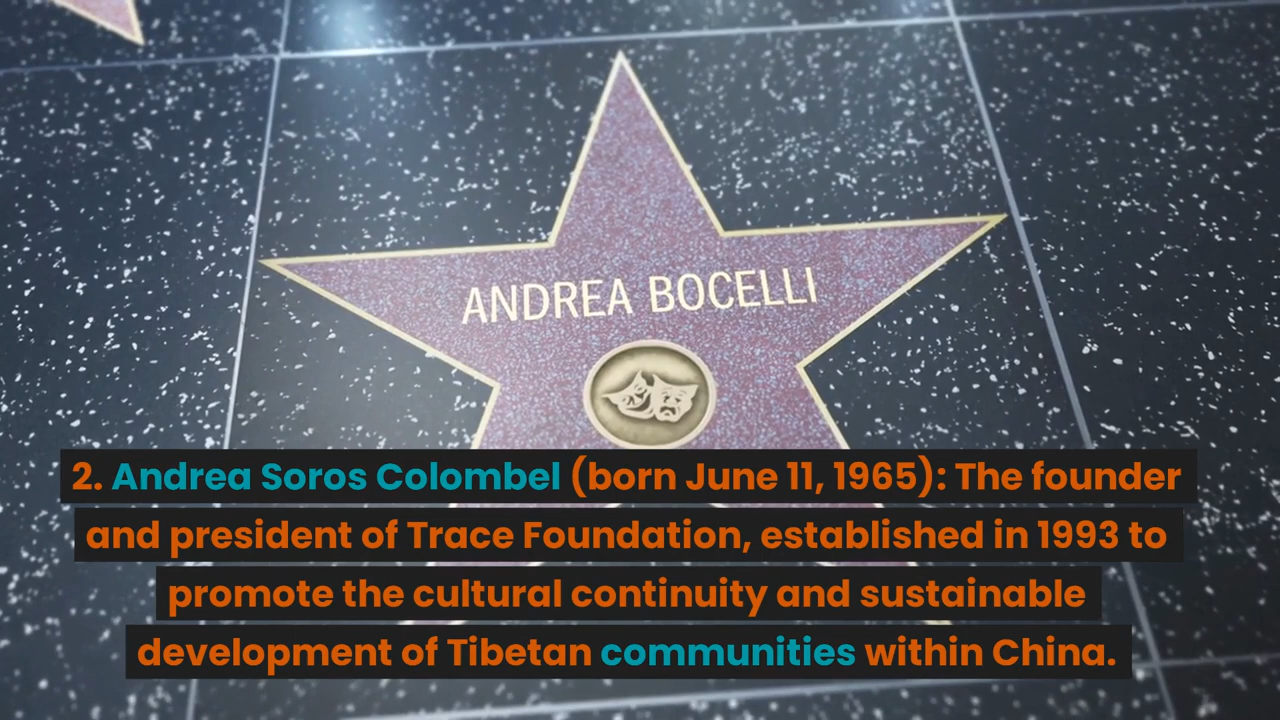 ANDREA BOCELLI
2. Andrea Soros Colombel (born June 11, 1965): The founder
and president of Trace Foundation, established in 1993 to
promote the cultural continuity and sustainable
development of Tibetan communities within China.